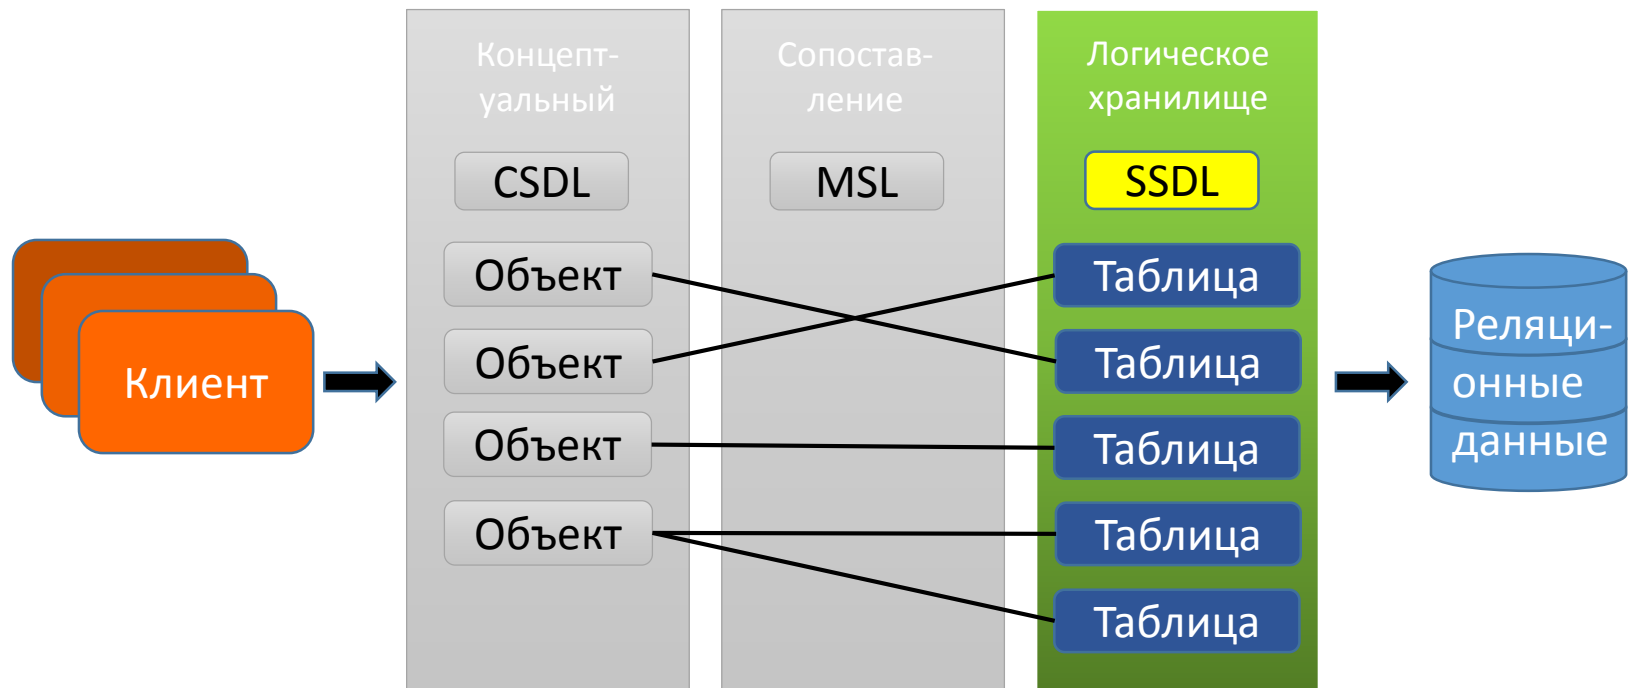 Концепт-
уальный
Сопостав-
ление
Логическое
хранилище
CSDL
MSL
SSDL
Объект
Таблица
Объект
Таблица
Клиент
Объект
Таблица
Объект
Таблица
Таблица
Реляци-
онные
данные